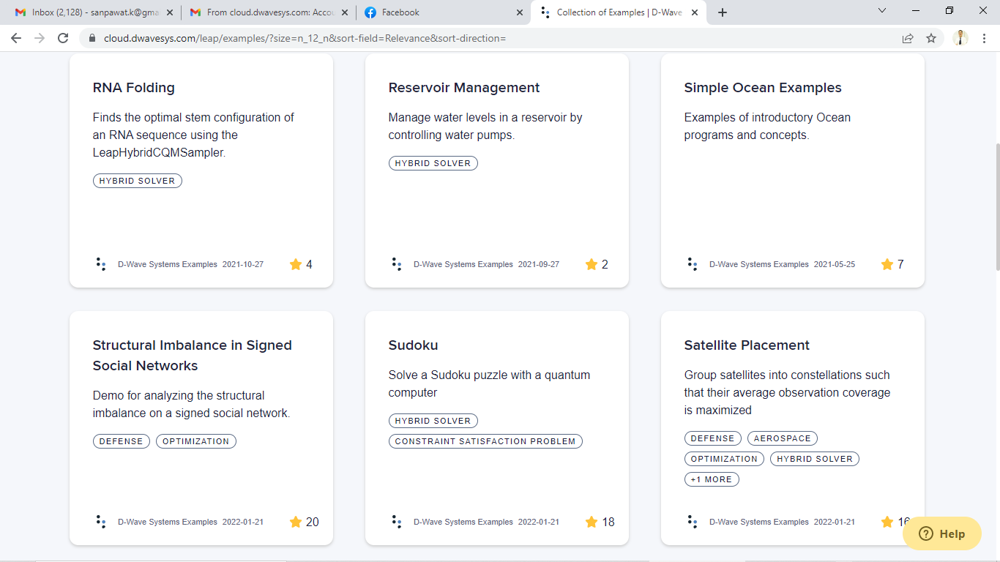 Inbox (2,128) - sanpawat.k@gma
From cloud.dwavesys.com: Accou
Facebook
Collection of Examples | D-Wave
cloud.dwavesys.com/leap/examples/?size=n_12_n&sort-field=Relevance&sort-direction=
RNA Folding
Finds the optimal stem configuration of
an RNA sequence using the
LeapHybridCQMSampler.
HYBRID SOLVER
D-Wave Systems Examples 2021-10-27 4
Reservoir Management
Manage water levels in a reservoir by
controlling water pumps.
HYBRID SOLVER
D-Wave Systems Examples 2021-09-27 2
Simple Ocean Examples
Examples of introductory Ocean
programs and concepts.
D-Wave Systems Examples 2021-05-25 7
Structural Imbalance in Signed
Social Networks
Demo for analyzing the structural
imbalance on a signed social network.
DEFENSE OPTIMIZATION
D-Wave Systems Examples 2022-01-21 20
Sudoku
Solve a Sudoku puzzle with a quantum
computer
HYBRID SOLVER
CONSTRAINT SATISFACTION PROBLEM
D-Wave Systems Examples 2022-01-21 18
Satellite Placement
Group satellites into constellations such
that their average observation coverage
is maximized
DEFENSE AEROSPACE
OPTIMIZATION HYBRID SOLVER
+1 MORE
D-Wave Systems Examples 2022-01-21 16
Help